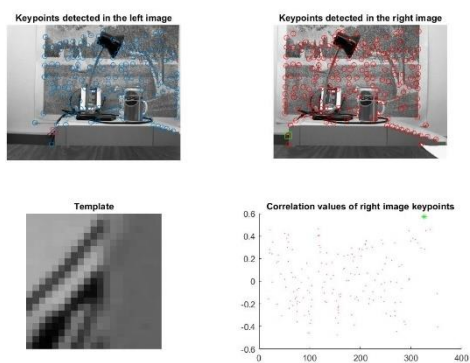 Keypoints detected in the left image
Keypoints detected in the right image
Template
Correlation values of right image keypoints
0.6
0.4
0.2
0
-0.2
-0.4
-0.6
0 100 200 300 400